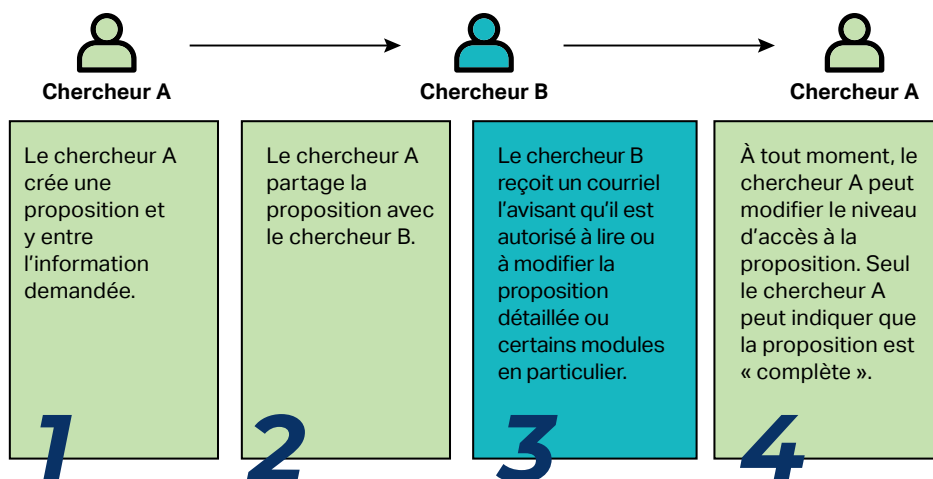 Chercheur A
Chercheur B
Chercheur A
Le chercheur A
crée une
proposition et
y entre
l'information
demandée.
1
Le chercheur A
partage la
proposition avec
le chercheur B.
2
Le chercheur B
reçoit un courriel
l'avisant qu'il est
autorisé à lire ou
à modifier la
proposition
détaillée ou
certains modules
en particulier.
3
À tout moment, le
chercheur A peut
modifier le niveau
d'accès à la
proposition. Seul
le chercheur A
peut indiquer que
la proposition est
« complète ».
4